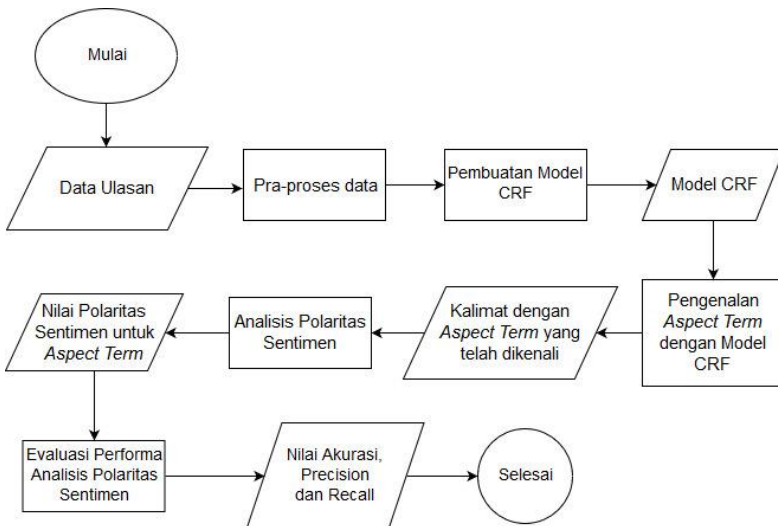 Mulai
Data Ulasan
Pra-proses data
Pembuatan Model
CRF
Model CRF
Pengenalan
Aspect Term
dengan Model
CRF
Kalimat dengan
Aspect Term yang
telah dikenali
Analisis Polaritas
Sentimen
Nilai Polaritas
Sentimen untuk
Aspect Term
Evaluasi Performa
Analisis Polaritas
Sentimen
Nilai Akurasi,
Precision
dan Recall
Selesai